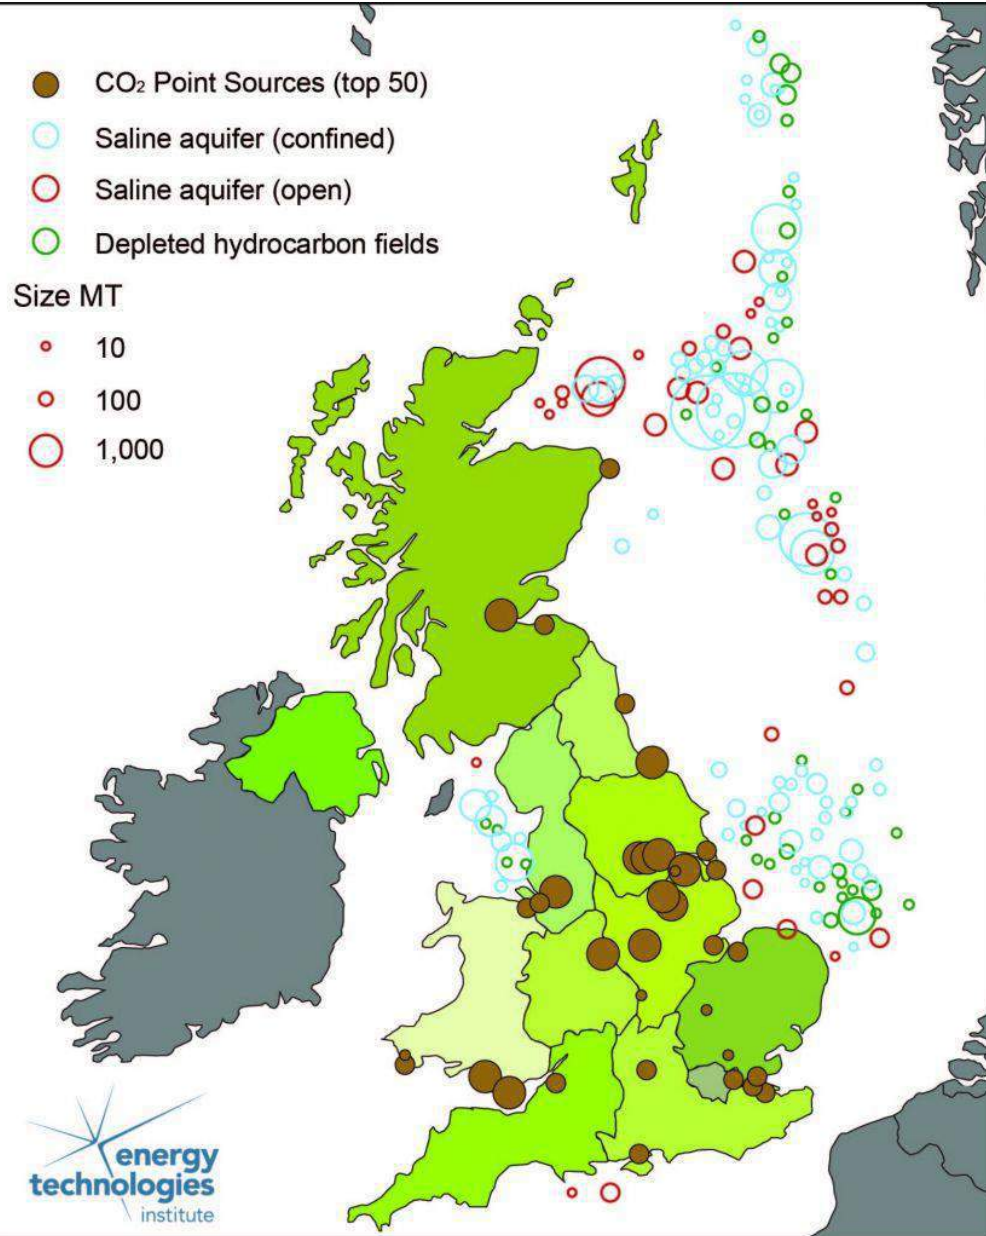 CO₂ Point Sources (top 50)
Saline aquifer (confined)
Saline aquifer (open)
Depleted hydrocarbon fields
Size MT
10
100
1,000
energy
technologies
institute